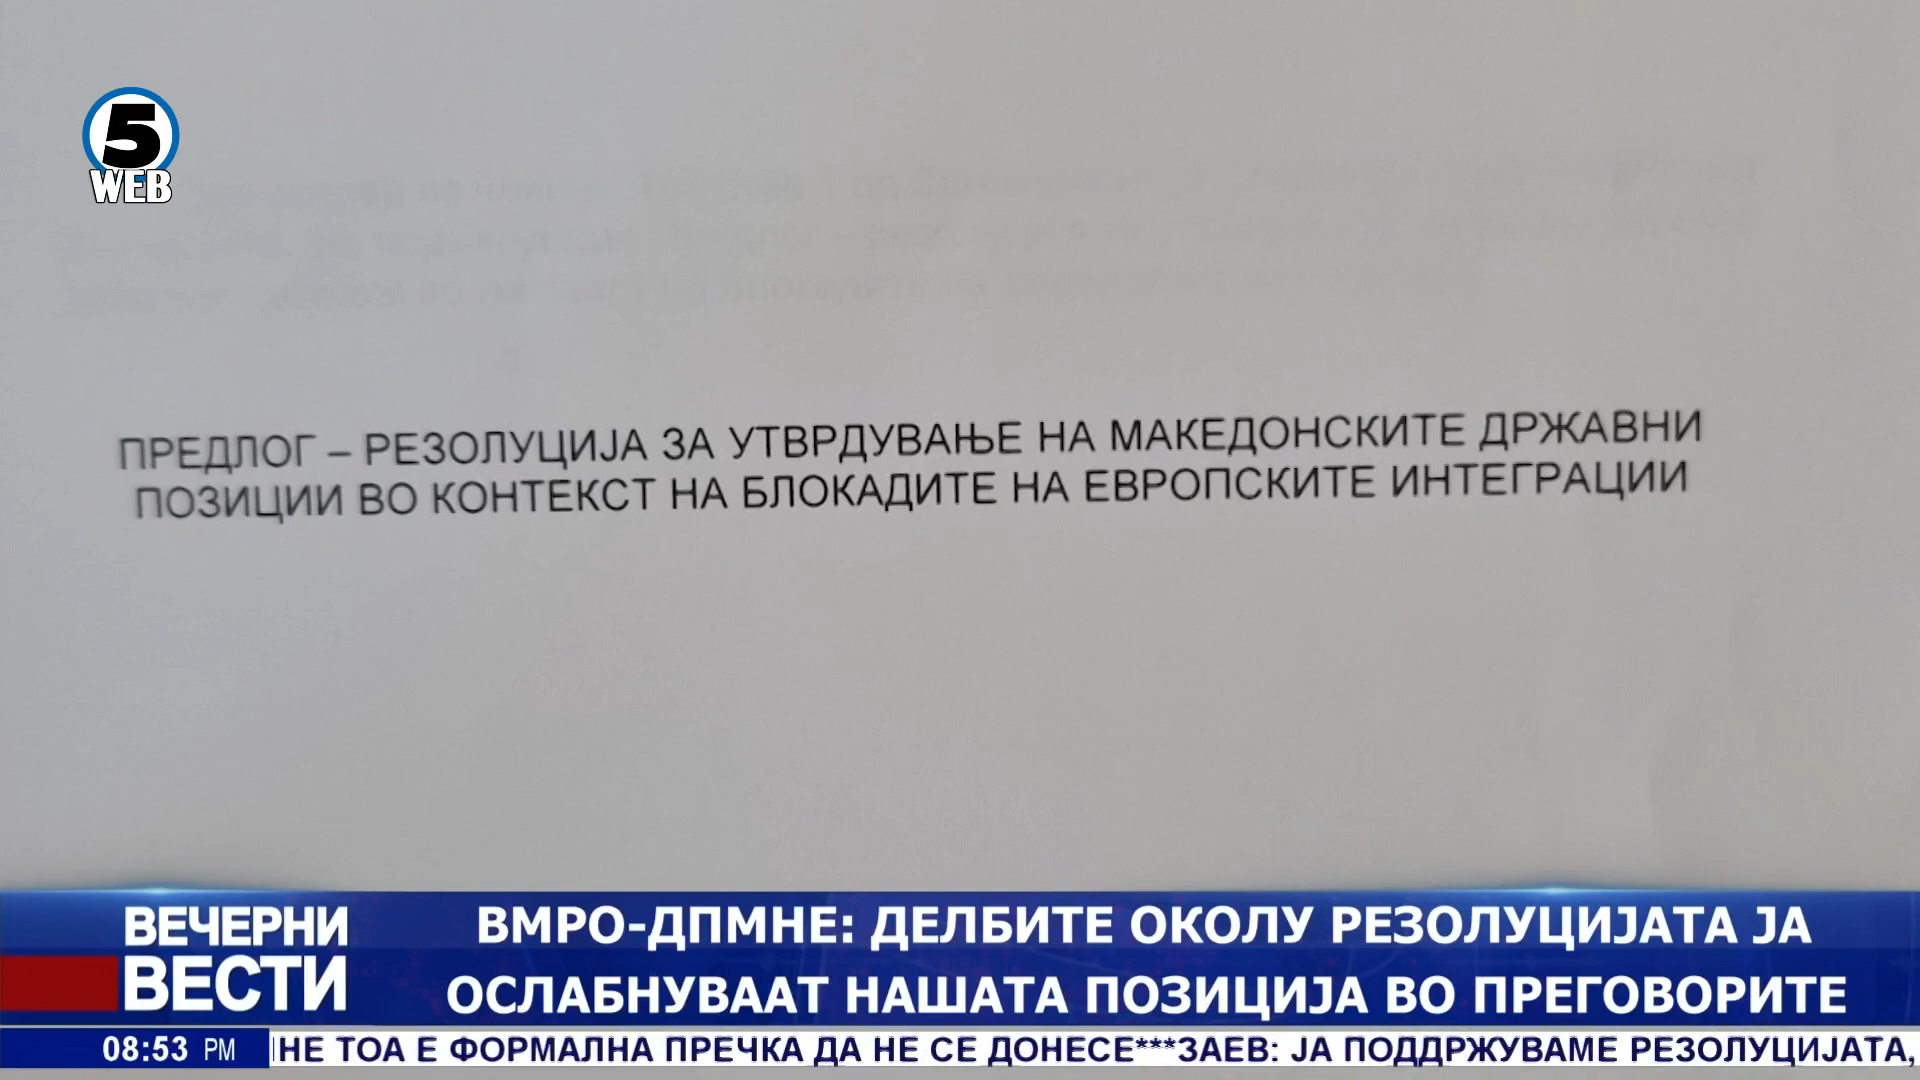 5
WEB
ПРЕДЛОГ – РЕЗОЛУЦИЈА ЗА УТВРДУВАЊЕ НА МАКЕДОНСКИТЕ ДРЖАВНИ
ПОЗИЦИИ ВО КОНТЕКСТ НА БЛОКАДИТЕ НА ЕВРОПСКИТЕ ИНТЕГРАЦИИ
ВЕЧЕРНИ
ВЕСТИ
ВМРО-ДПМНЕ: ДЕЛБИТЕ ОКОЛУ РЕЗОЛУЦИЈАТА ЈА
ОСЛАБНУВААТ НАШАТА ПОЗИЦИЈА ВО ПРЕГОВОРИТЕ
08:53 PM
НЕ ТОА Е ФОРМАЛНА ПРЕЧКА ДА НЕ СЕ ДОНЕСЕ***ЗАЕВ: ЈА ПОДДРЖУВАМЕ РЕЗОЛУЦИЈАТА,